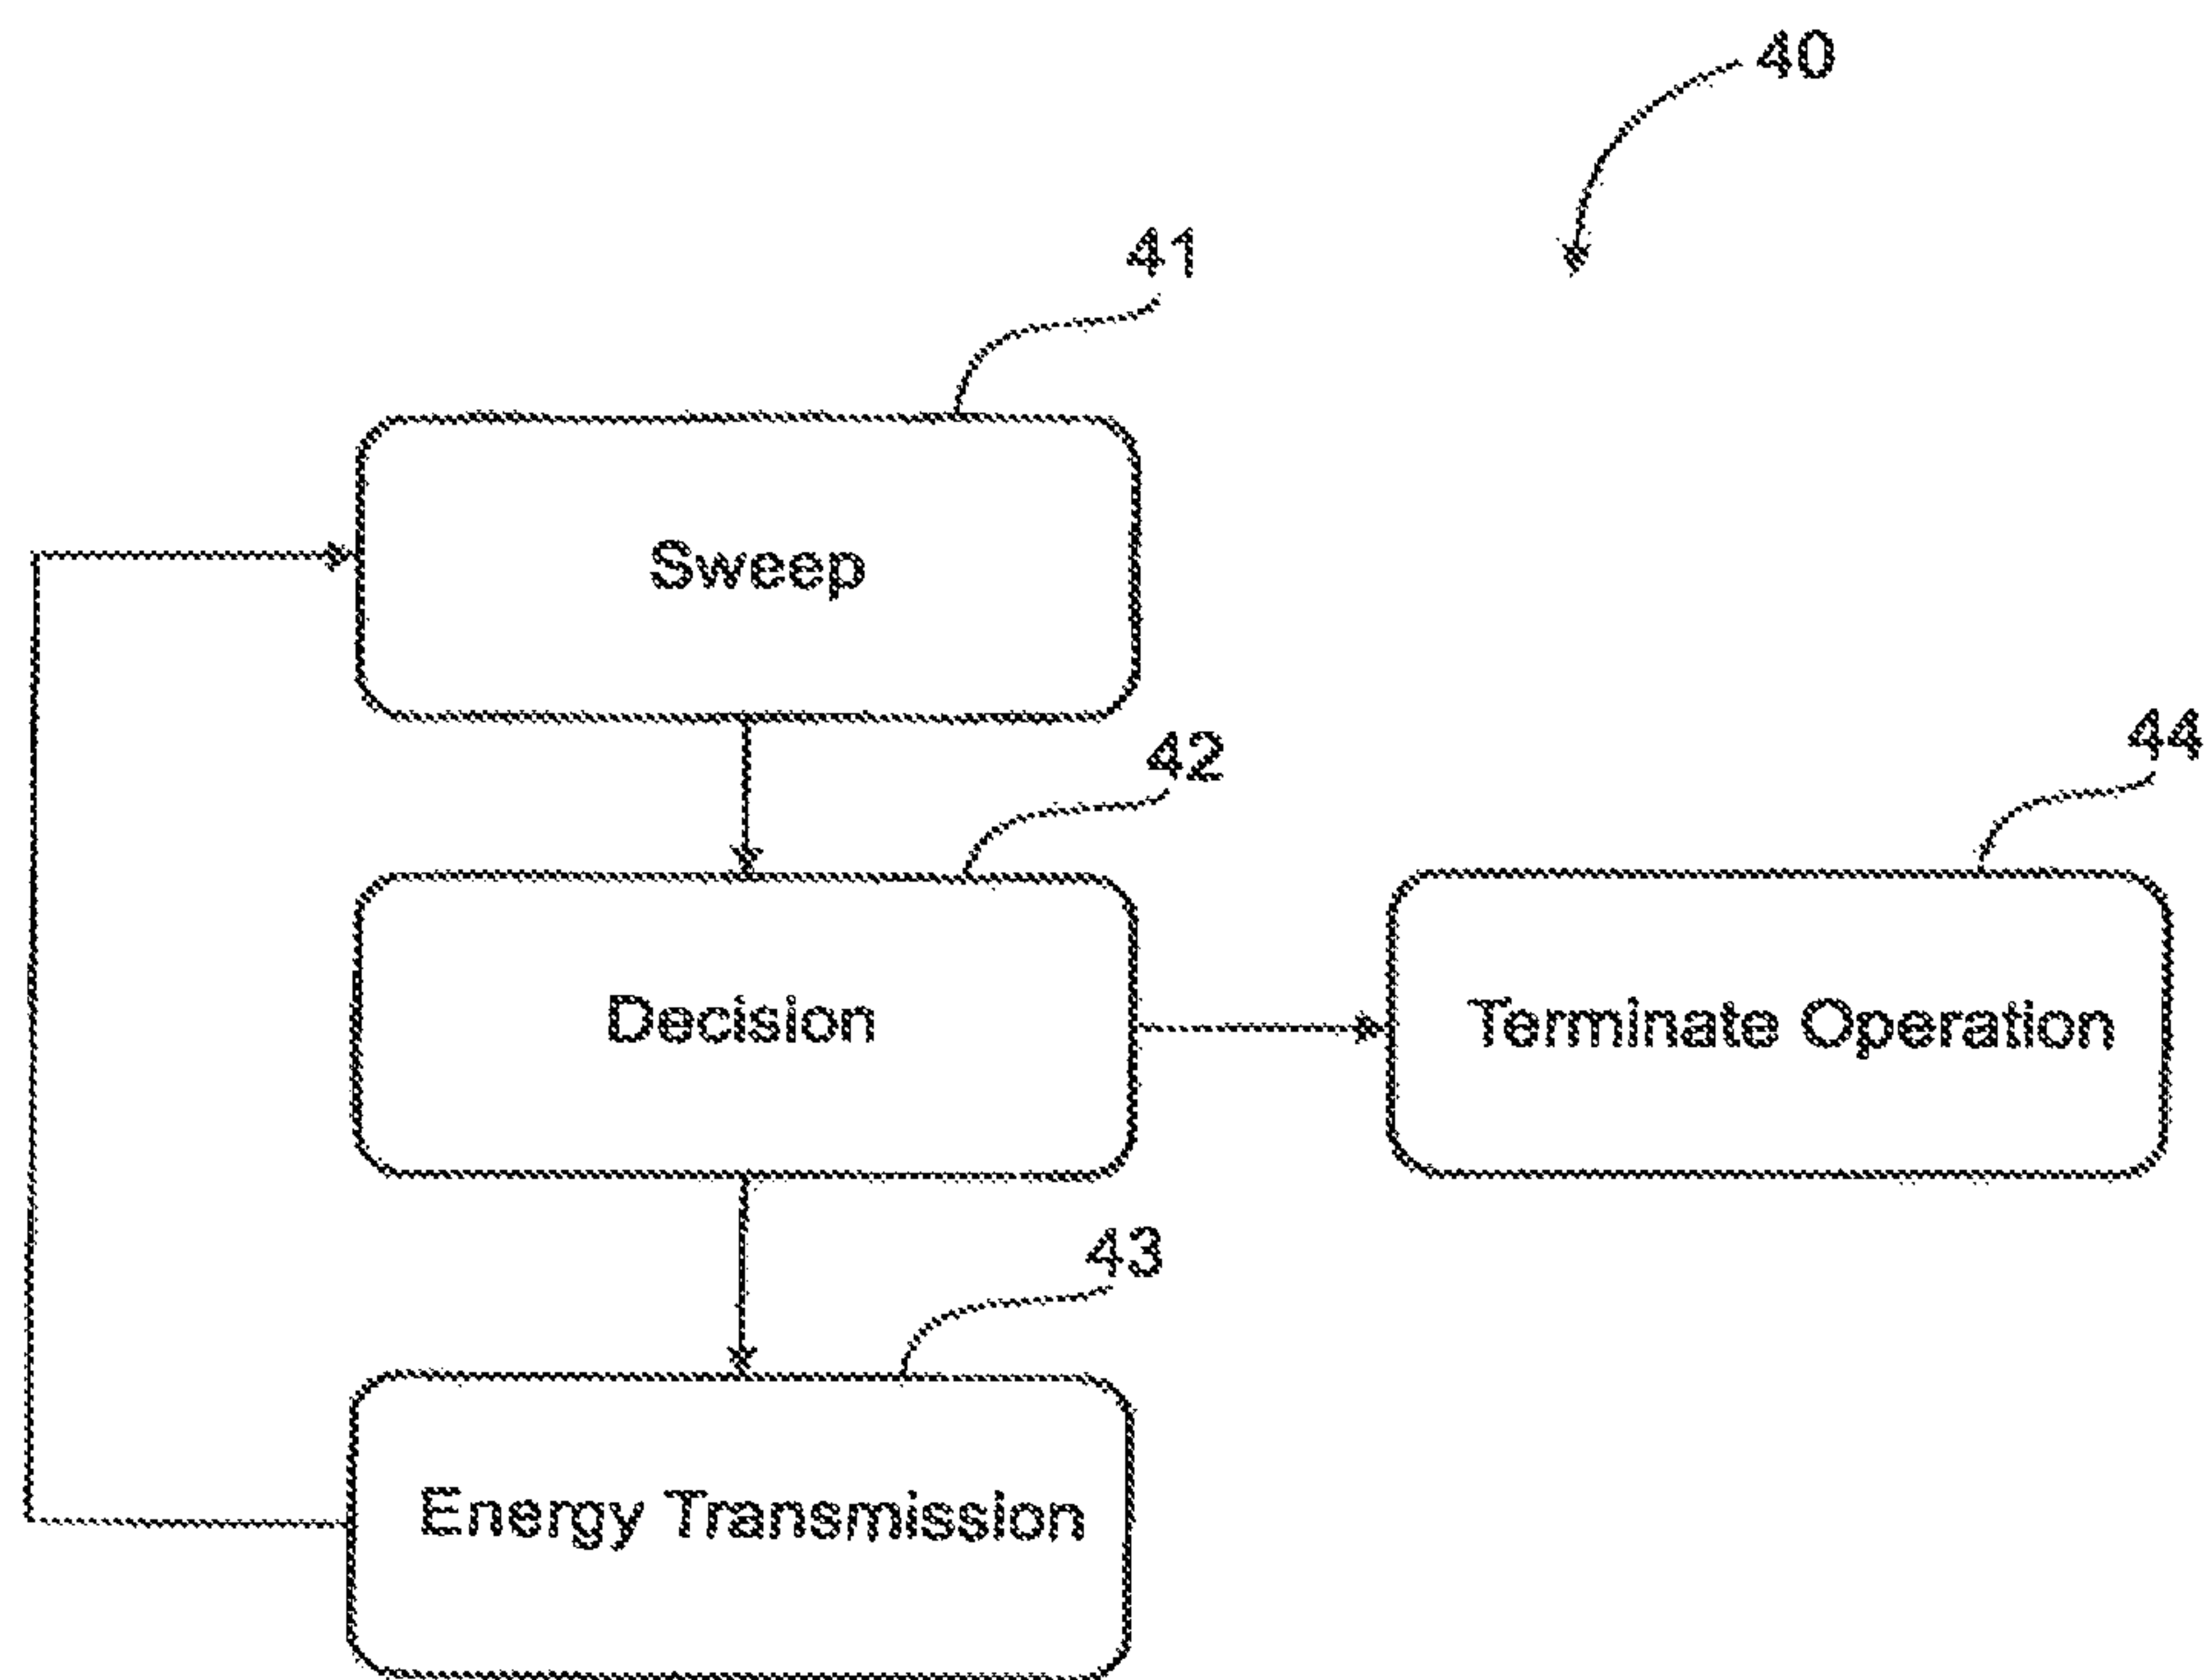 40
41
Sweep
42
44
Decision
Terminate Operation
43
Energy Transmission